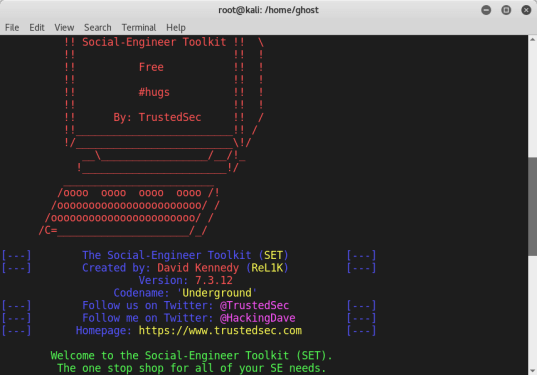 root@kali: /home/ghost
File Edit View Search Terminal Help
!! Social-Engineer Toolkit !! \
!! !! !
!! Free !! !
!! !! !
!! #hugs !! !
!! !! !
!! By: TrustedSec !! /
!!_________________________!! /
!/_________________________\!/
__\_________________/__/!_
!_______________________!/
________________________
/oooo oooo oooo oooo /!
/ooooooooooooooooooooooo/ /
/ooooooooooooooooooooooo/ /
/C=_____________________/_/
[---] The Social-Engineer Toolkit (SET) [---]
[---] Created by: David Kennedy (ReL1K) [---]
Version: 7.3.12
Codename: 'Underground'
[---] Follow us on Twitter: @TrustedSec [---]
[---] Follow me on Twitter: @HackingDave [---]
[---] Homepage: https://www.trustedsec.com [---]
Welcome to the Social-Engineer Toolkit (SET).
The one stop shop for all of your SE needs.